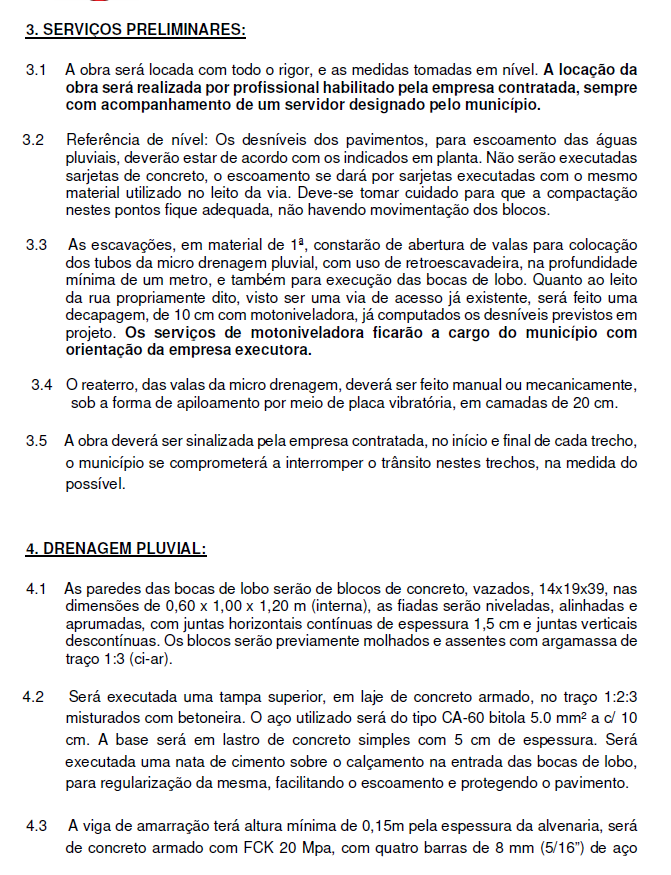 3. SERVIÇOS PRELIMINARES:
3.1 A obra será locada com todo o rigor, e as medidas tomadas em nível. A locação da
obra será realizada por profissional habilitado pela empresa contratada, sempre
com acompanhamento de um servidor designado pelo município.
3.2 Referência de nível: Os desníveis dos pavimentos, para escoamento das águas
pluviais, deverão estar de acordo com os indicados em planta. Não serão executadas
sarjetas de concreto, o escoamento se dará por sarjetas executadas com o mesmo
material utilizado no leito da via. Deve-se tomar cuidado para que a compactação
nestes pontos fique adequada, não havendo movimentação dos blocos.
3.3 As escavações, em material de 1ª, constarão de abertura de valas para colocação
dos tubos da micro drenagem pluvial, com uso de retroescavadeira, na profundidade
mínima de um metro, e também para execução das bocas de lobo. Quanto ao leito
da rua propriamente dito, visto ser uma via de acesso já existente, será feito uma
decapagem, de 10 cm com motoniveladora, já computados os desníveis previstos em
projeto. Os serviços de motoniveladora ficarão a cargo do município com
orientação da empresa executora.
3.4 O reaterro, das valas da micro drenagem, deverá ser feito manual ou mecanicamente,
sob a forma de apiloamento por meio de placa vibratória, em camadas de 20 cm.
3.5 A obra deverá ser sinalizada pela empresa contratada, no início e final de cada trecho,
o município se comprometerá a interromper o trânsito nestes trechos, na medida do
possível.
4. DRENAGEM PLUVIAL:
4.1 As paredes das bocas de lobo serão de blocos de concreto, vazados, 14x19x39, nas
dimensões de 0,60 x 1,00 x 1,20 m (interna), as fiadas serão niveladas, alinhadas e
aprumadas, com juntas horizontais contínuas de espessura 1,5 cm e juntas verticais
descontínuas. Os blocos serão previamente molhados e assentes com argamassa de
traço 1:3 (ci-ar).
4.2 Será executada uma tampa superior, em laje de concreto armado, no traço 1:2:3
misturados com betoneira. O aço utilizado será do tipo CA-60 bitola 5.0 mm² a c/ 10
cm. A base será em lastro de concreto simples com 5 cm de espessura. Será
executada uma nata de cimento sobre o calçamento na entrada das bocas de lobo,
para regularização da mesma, facilitando o escoamento e protegendo o pavimento.
4.3 A viga de amarração terá altura mínima de 0,15m pela espessura da alvenaria, será
de concreto armado com FCK 20 Mpa, com quatro barras de 8 mm (5/16”) de aço